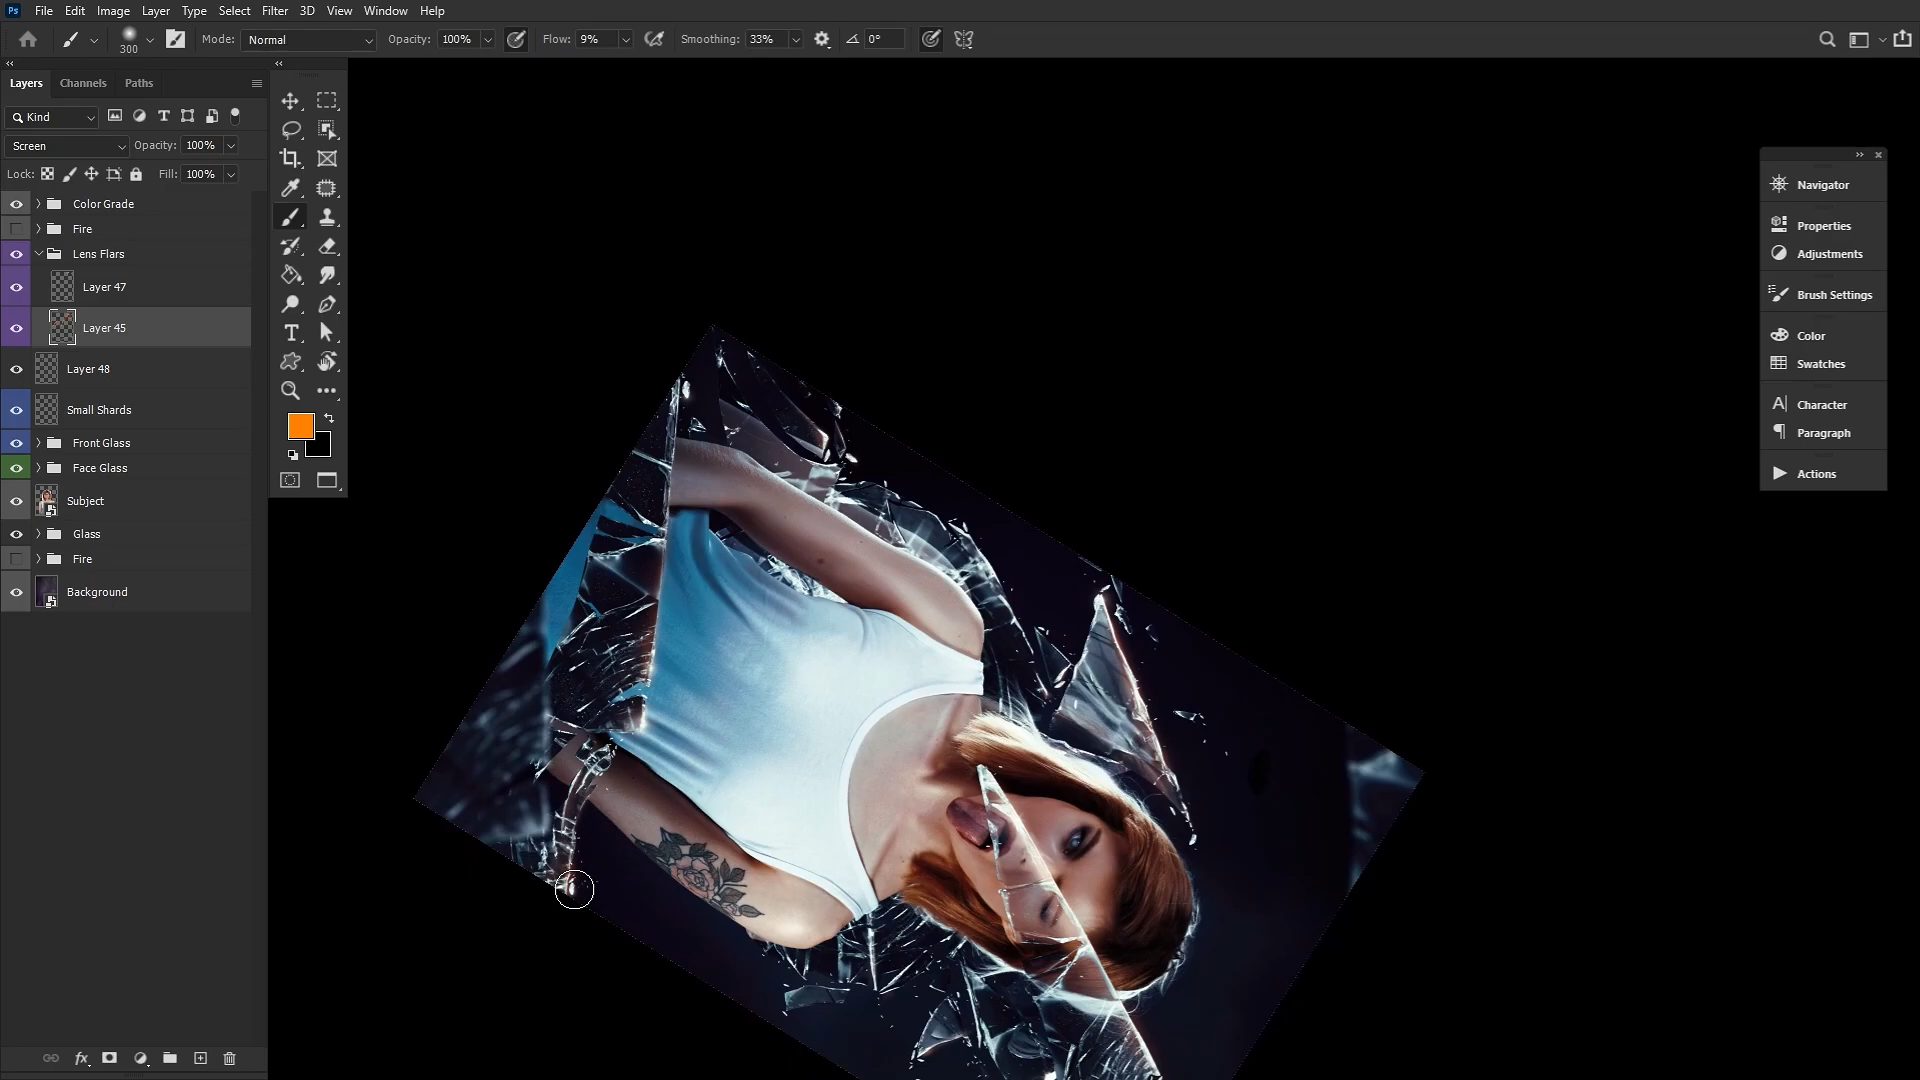 Ps File Edit Image Layer Type Select Filter 3D View Window Help
300 Mode: Normal Opacity: 100% Flow: 9% Smoothing: 33% 0°
Layers Channels Paths
Kind
Screen Opacity: 100%
Lock: Fill: 100%
Color Grade
Fire
Lens Flars
Layer 47
Layer 45
Layer 48
Small Shards
Front Glass
Face Glass
Subject
Glass
Fire
Background
fx
Navigator
Properties
Adjustments
Brush Settings
Color
Swatches
Character
Paragraph
Actions